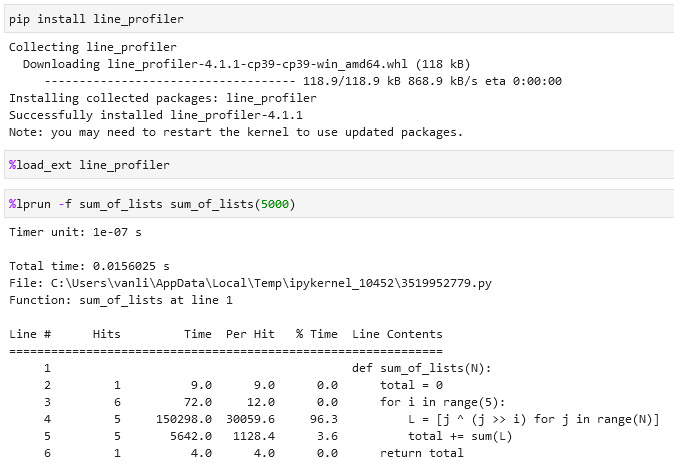 pip install line_profiler
Collecting line_profiler
  Downloading line_profiler-4.1.1-cp39-cp39-win_amd64.whl (118 kB)
     ------------------------------------ 118.9/118.9 kB 868.9 kB/s eta 0:00:00
Installing collected packages: line_profiler
Successfully installed line_profiler-4.1.1
Note: you may need to restart the kernel to use updated packages.
%load_ext line_profiler
%lprun -f sum_of_lists sum_of_lists(5000)
Timer unit: 1e-07 s
Total time: 0.0156025 s
File: C:\Users\vanli\AppData\Local\Temp\ipykernel_10452\3519952779.py
Function: sum_of_lists at line 1
Line #      Hits         Time  Per Hit   % Time  Line Contents
==============================================================
     1                                           def sum_of_lists(N):
     2         1          9.0      9.0      0.0      total = 0
     3         6         72.0     12.0      0.0      for i in range(5):
     4         5     150298.0  30059.6     96.3          L = [j ^ (j >> i) for j in range(N)]
     5         5       5642.0   1128.4      3.6          total += sum(L)
     6         1          4.0      4.0      0.0      return total